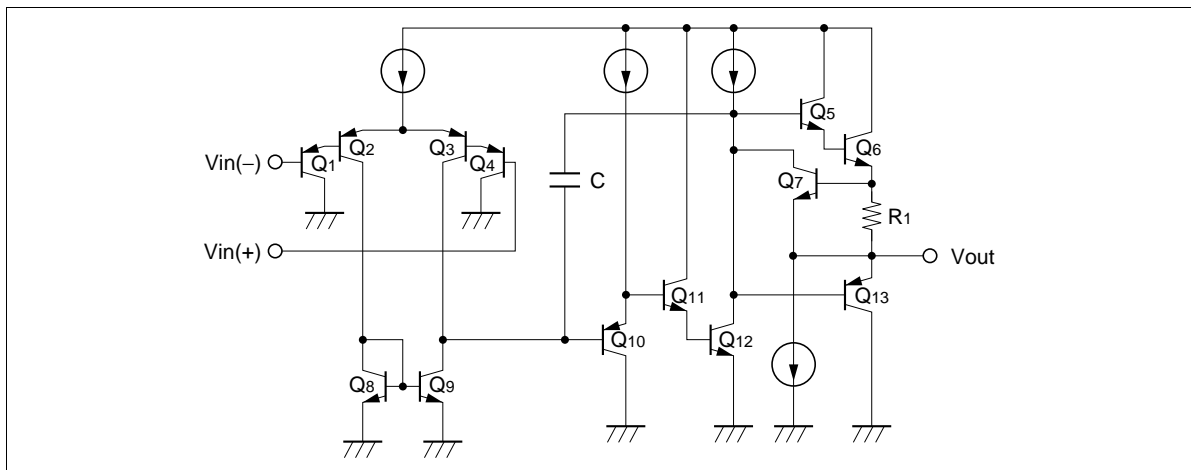 Q5
Q2
Q3
Q6
Vin(−)
Q1
Q4
Q7
C
R1
Vin(+)
Vout
Q11
Q13
Q10
Q12
Q8
Q9